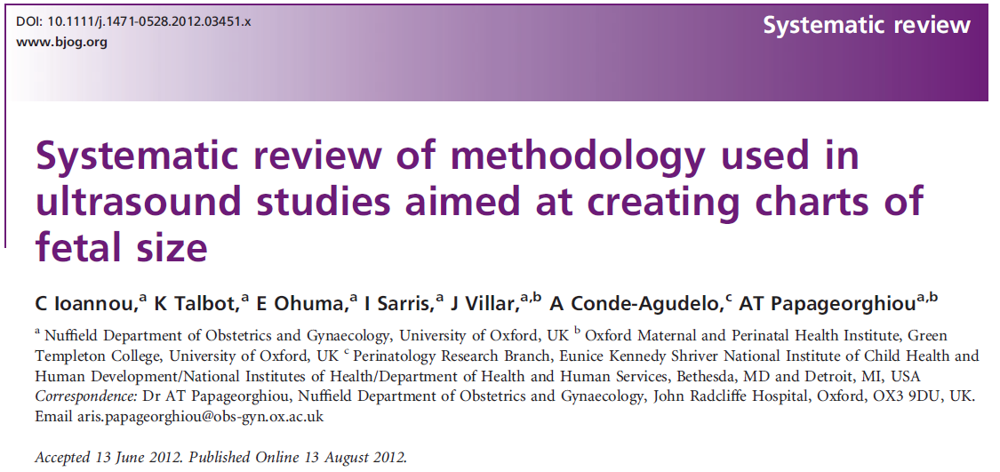 DOI: 10.1111/j.1471-0528.2012.03451.x
www.bjog.org
Systematic review
Systematic review of methodology used in
ultrasound studies aimed at creating charts of
fetal size
C Ioannou,a K Talbot,a E Ohuma,a I Sarris,a J Villar,a,b A Conde-Agudelo,c AT Papageorghioua,b
a Nuffield Department of Obstetrics and Gynaecology, University of Oxford, UK b Oxford Maternal and Perinatal Health Institute, Green
Templeton College, University of Oxford, UK c Perinatology Research Branch, Eunice Kennedy Shriver National Institute of Child Health and
Human Development/National Institutes of Health/Department of Health and Human Services, Bethesda, MD and Detroit, MI, USA
Correspondence: Dr AT Papageorghiou, Nuffield Department of Obstetrics and Gynaecology, John Radcliffe Hospital, Oxford, OX3 9DU, UK.
Email aris.papageorghiou@obs-gyn.ox.ac.uk
Accepted 13 June 2012. Published Online 13 August 2012.